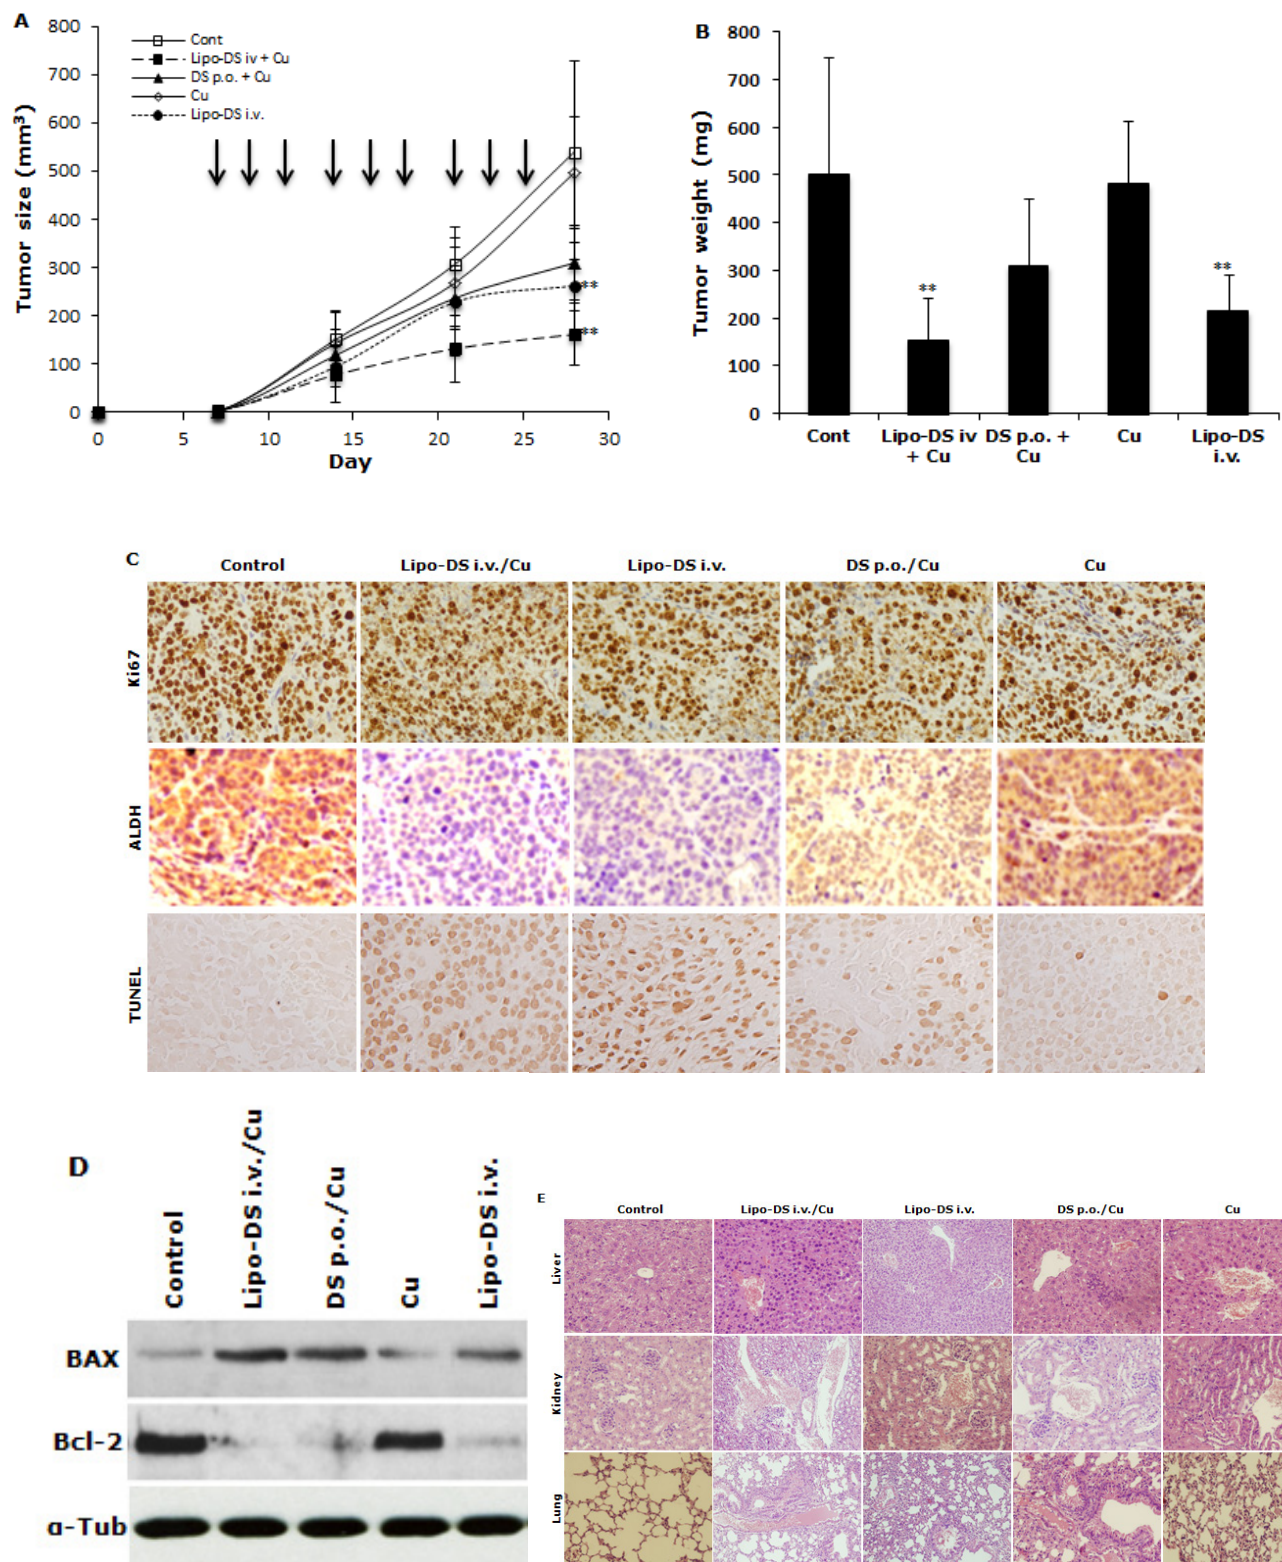 A
800
700
600
500
400
300
200
100
0
Tumor size (mm³)
Cont
Lipo-DS iv + Cu
DS p.o. + Cu
Cu
Lipo-DS i.v.
**
**
0 5 10 15 20 25 30
Day
B
800
700
600
500
400
300
200
100
0
Tumor weight (mg)
**
**
Cont
Lipo-DS iv + Cu
DS p.o. + Cu
Cu
Lipo-DS i.v.
C
Control Lipo-DS i.v./Cu Lipo-DS i.v. DS p.o./Cu Cu
Ki67
ALDH
TUNEL
D
Control
Lipo-DS i.v./Cu
DS p.o./Cu
Cu
Lipo-DS i.v.
BAX
Bcl-2
α-Tub
E
Control Lipo-DS i.v./Cu Lipo-DS i.v. DS p.o./Cu Cu
Liver
Kidney
Lung